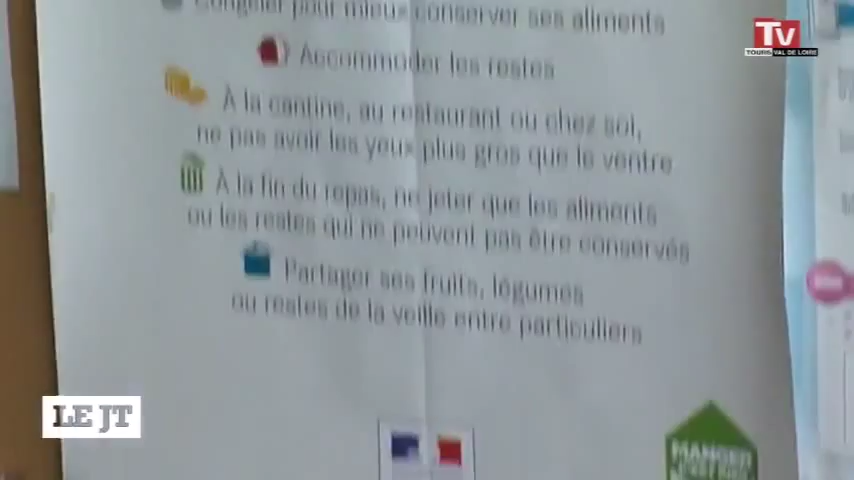 Congeler pour mieux conserver ses aliments
Accommoder les restes
À la cantine, au restaurant ou chez soi,
ne pas avoir les yeux plus gros que le ventre
À la fin du repas, ne jeter que les aliments
ou les restes qui ne peuvent pas être conservés
Partager ses fruits, légumes
ou restes de la veille entre particuliers
MANGER
TV
TOURS VAL DE LOIRE
LE JT